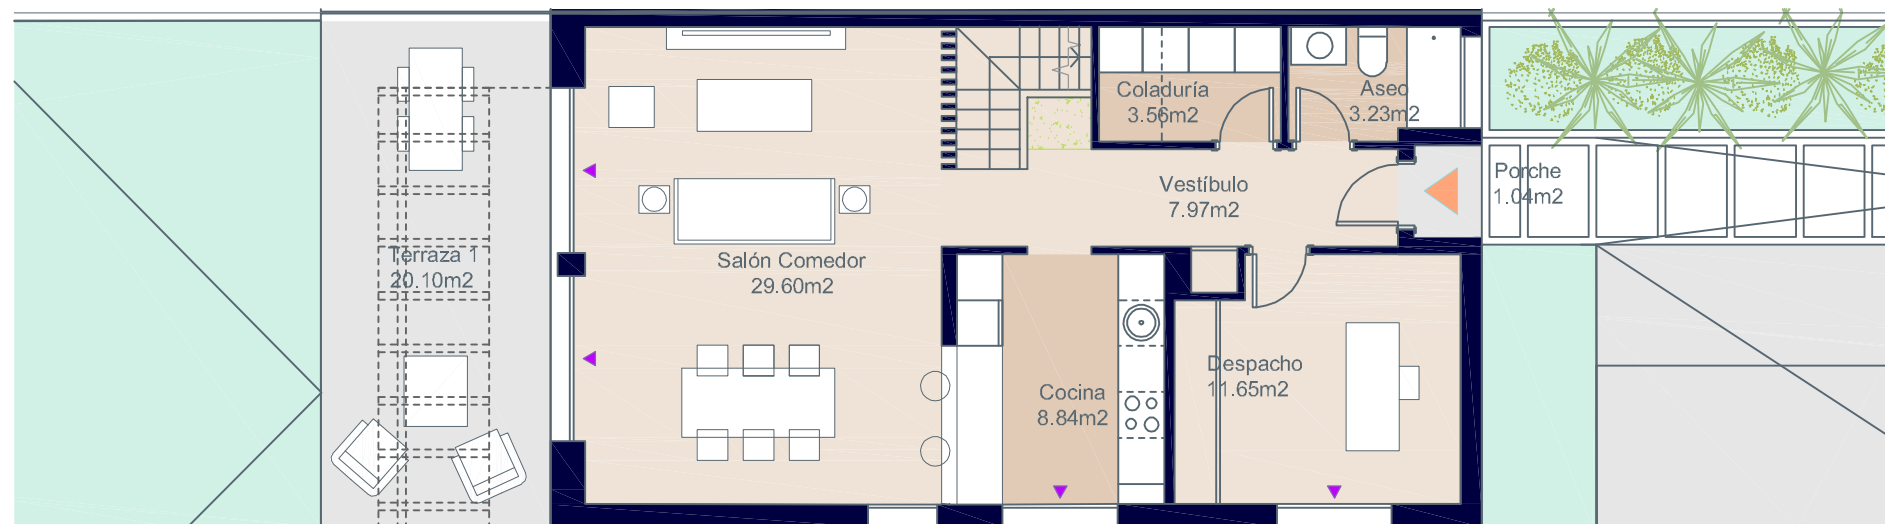 Coladuría
3.56m2
Aseo
3.23m2
Vestíbulo
7.97m2
Porche
1.04m2
Terraza 1
20.10m2
Salón Comedor
29.60m2
Cocina
8.84m2
Despacho
11.65m2